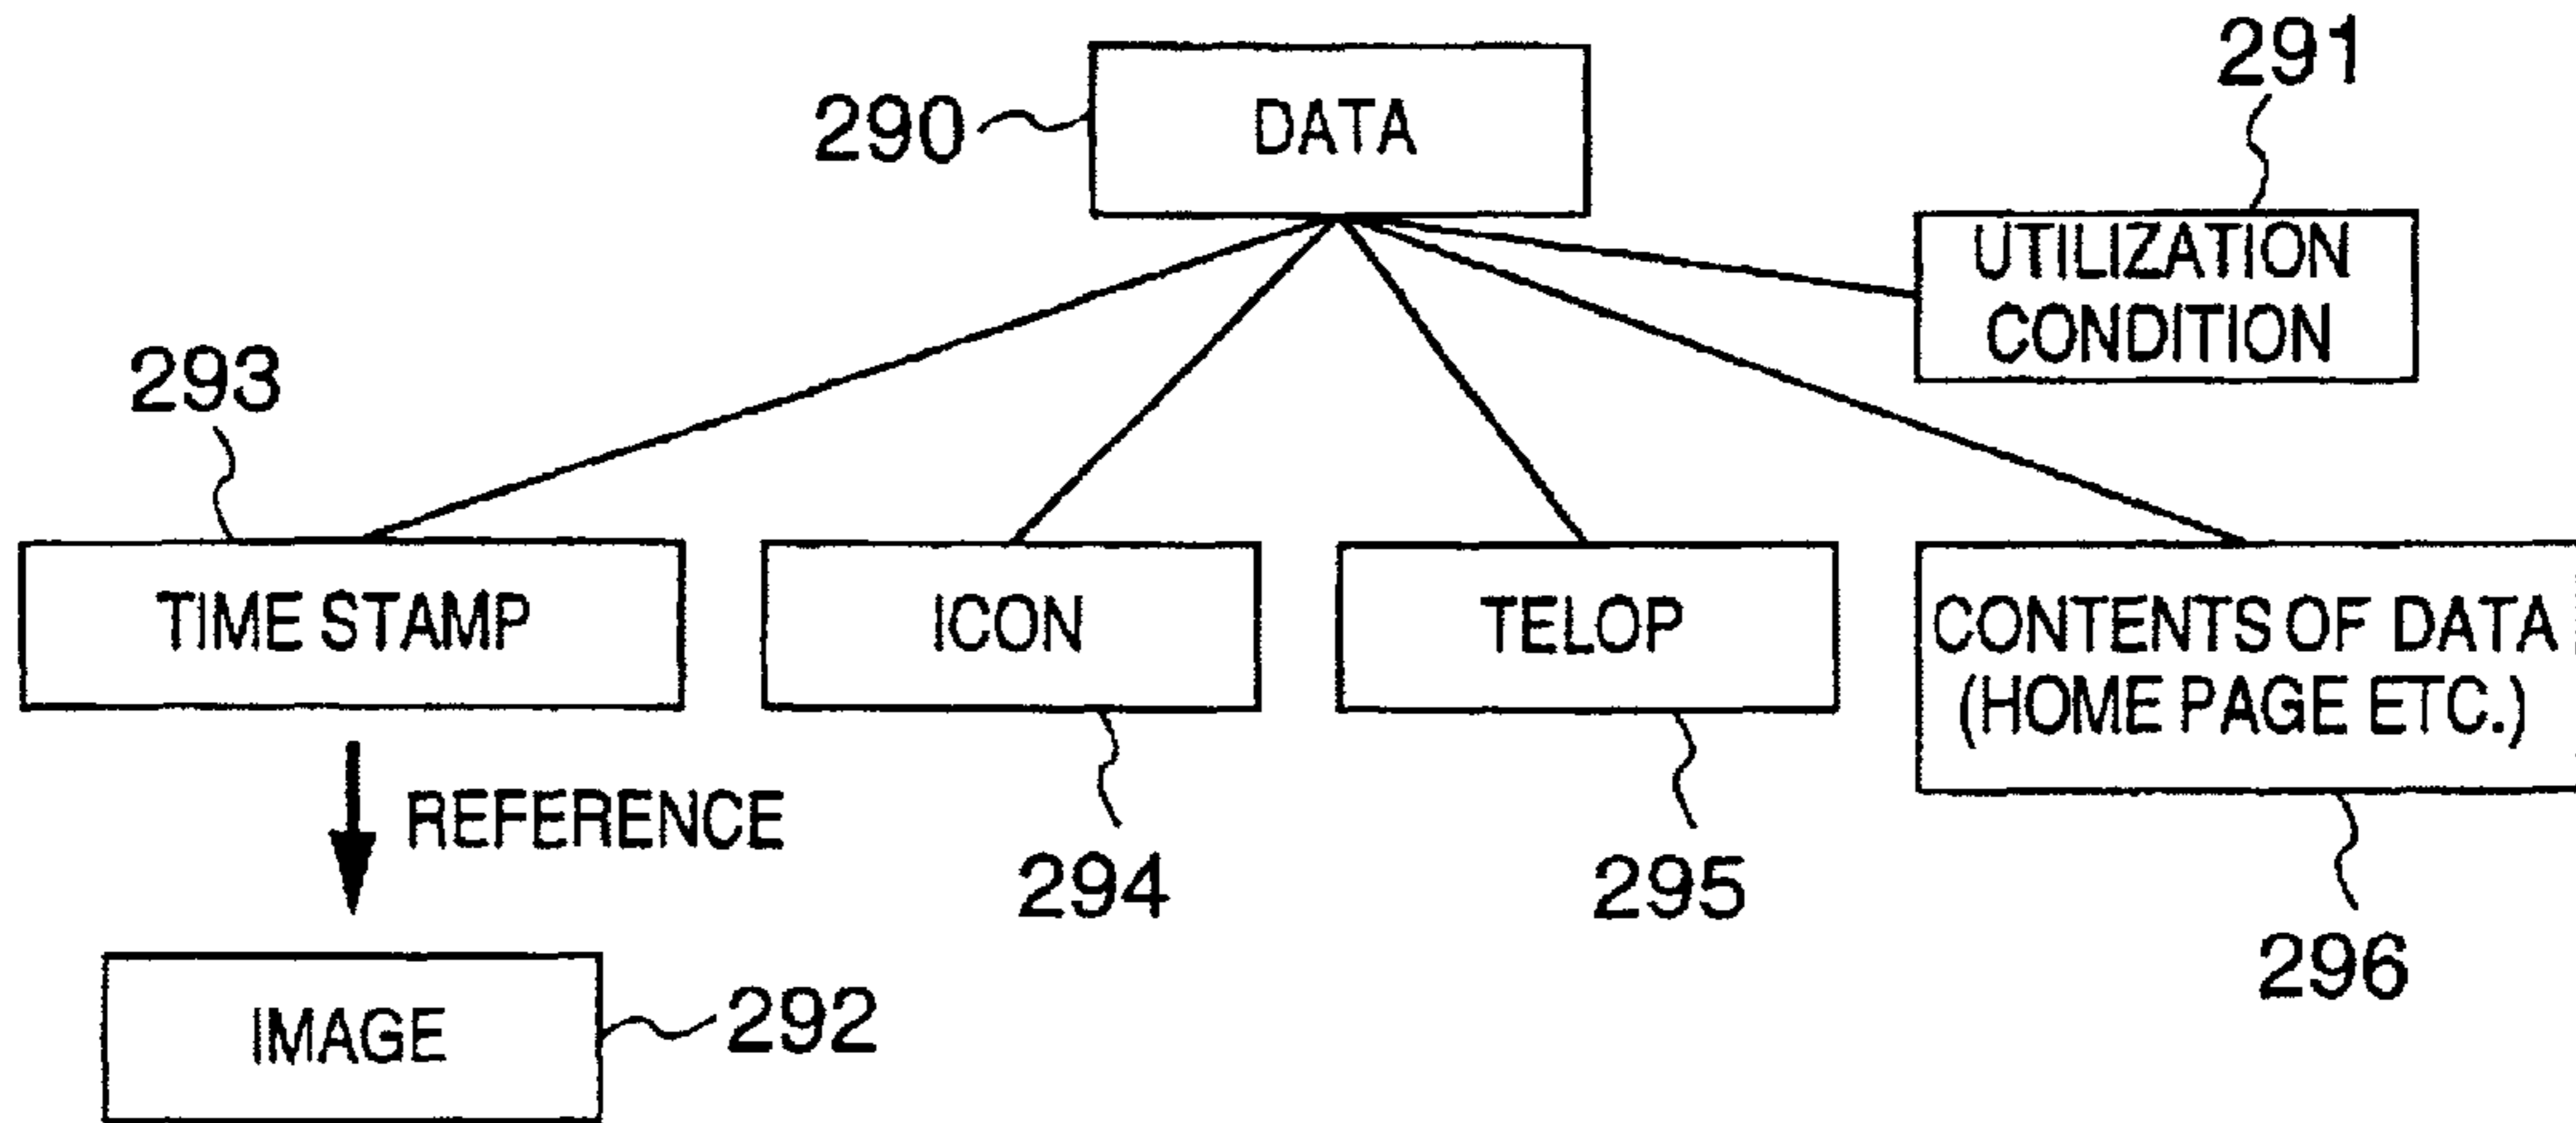 291
290
DATA
UTILIZATION
CONDITION
293
TIME STAMP
ICON
TELOP
CONTENTS OF DATA
(HOME PAGE ETC.)
REFERENCE
294
295
296
IMAGE
292